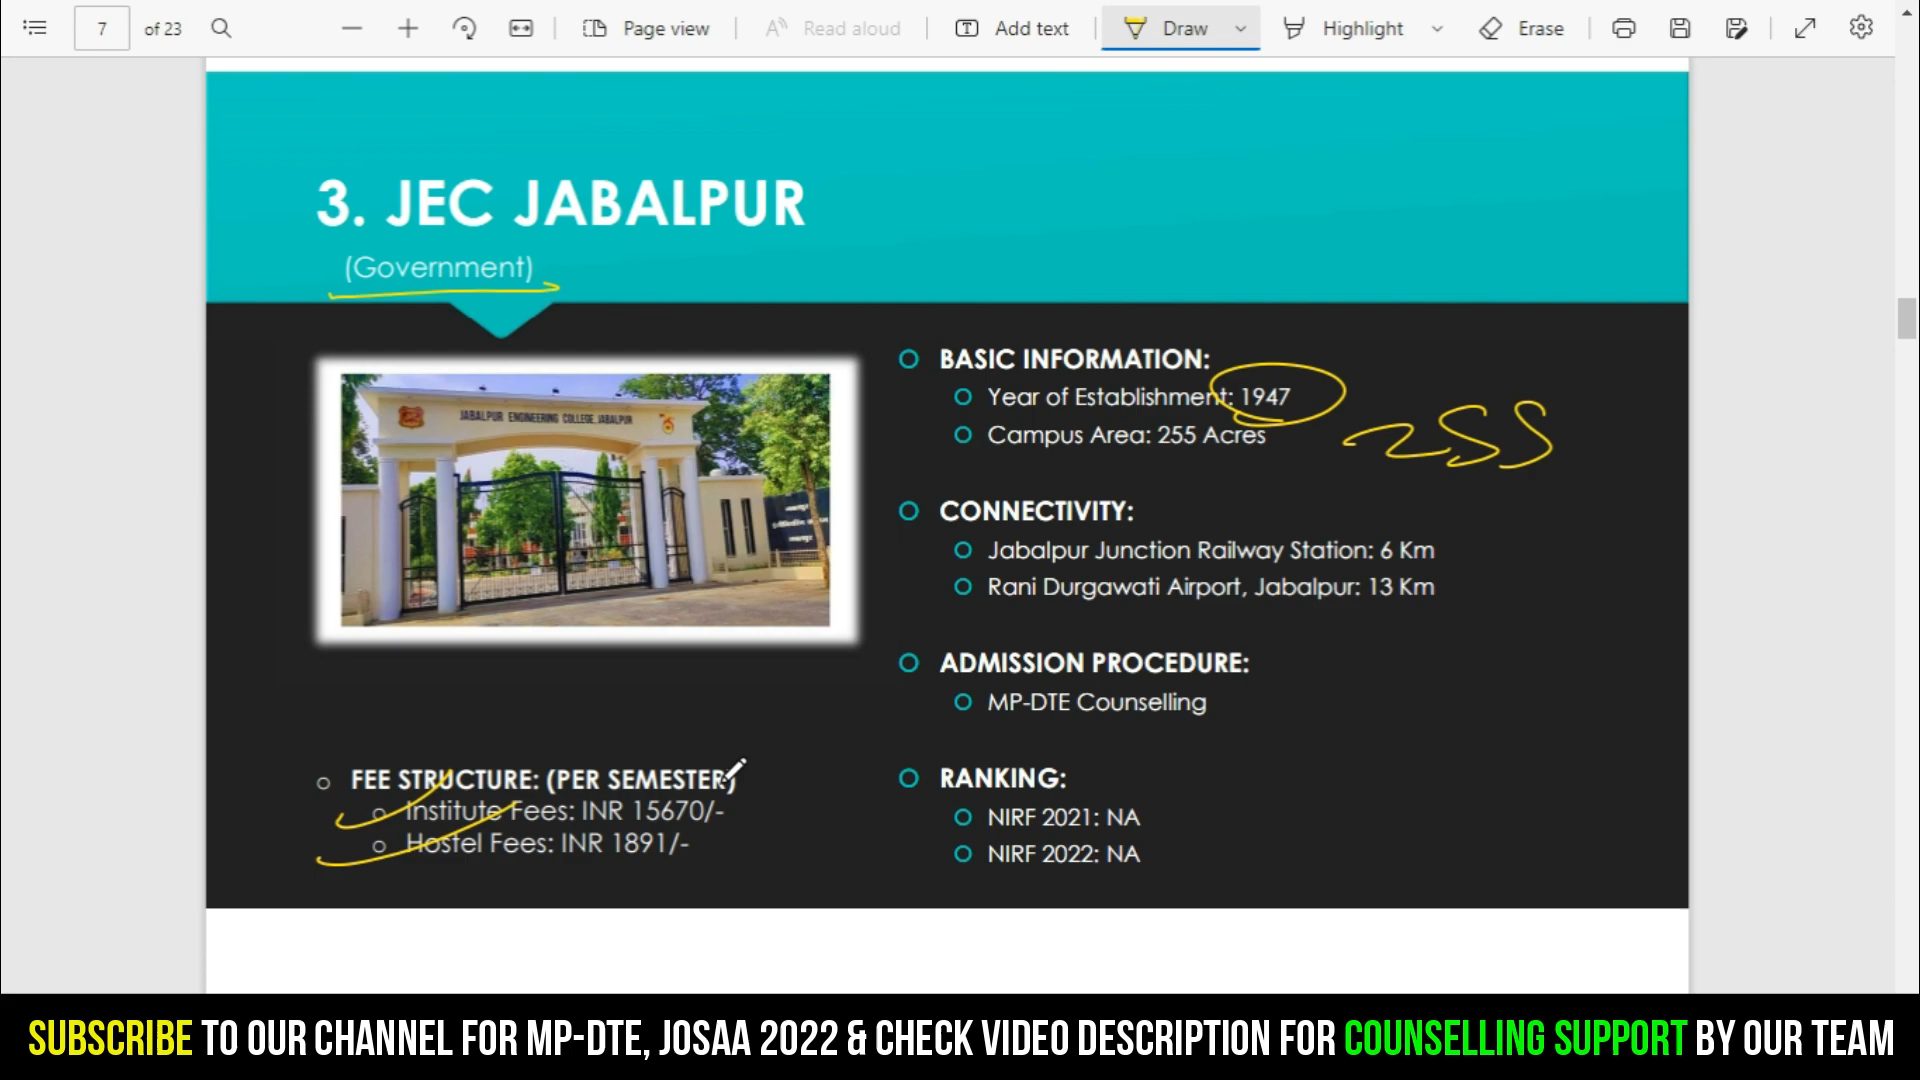 7 of 23 Page view Read aloud Add text Draw Highlight Erase
3. JEC JABALPUR
(Government)
JABALPUR ENGINEERING COLLEGE, JABALPUR
FEE STRUCTURE: (PER SEMESTER)
Institute Fees: INR 15670/-
Hostel Fees: INR 1891/-
BASIC INFORMATION:
Year of Establishment: 1947
Campus Area: 255 Acres
255
CONNECTIVITY:
Jabalpur Junction Railway Station: 6 Km
Rani Durgawati Airport, Jabalpur: 13 Km
ADMISSION PROCEDURE:
MP-DTE Counselling
RANKING:
NIRF 2021: NA
NIRF 2022: NA
SUBSCRIBE TO OUR CHANNEL FOR MP-DTE, JOSAA 2022 & CHECK VIDEO DESCRIPTION FOR COUNSELLING SUPPORT BY OUR TEAM